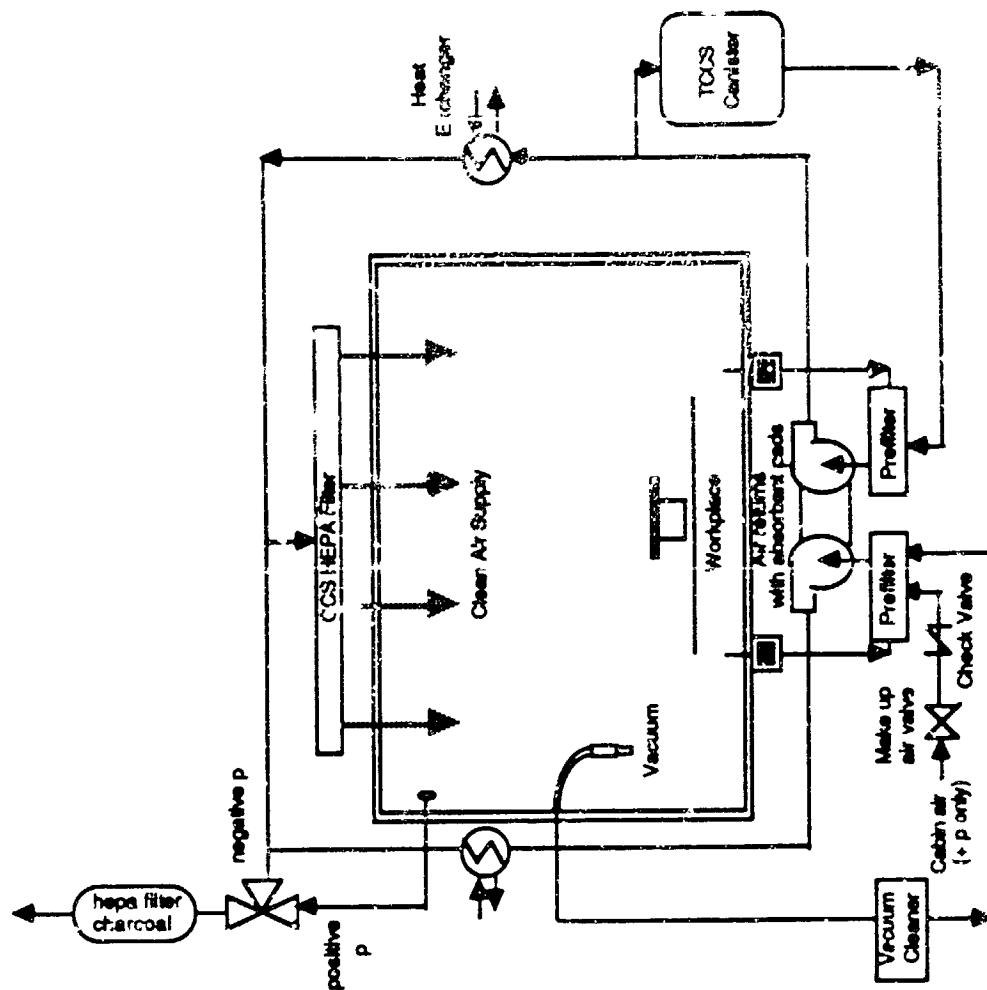 hepa filter
charcoal
negative p
positive
p
CCS HEPA Filter
Clean Air Supply
Heat
Exchanger
TCCS
Canister
Vacuum
Workplace
Air Returns
with absorbent pads
Prefilter
Prefilter
Check Valve
Make up
air valve
Cabin air
(+ p only)
Vacuum
Cleaner